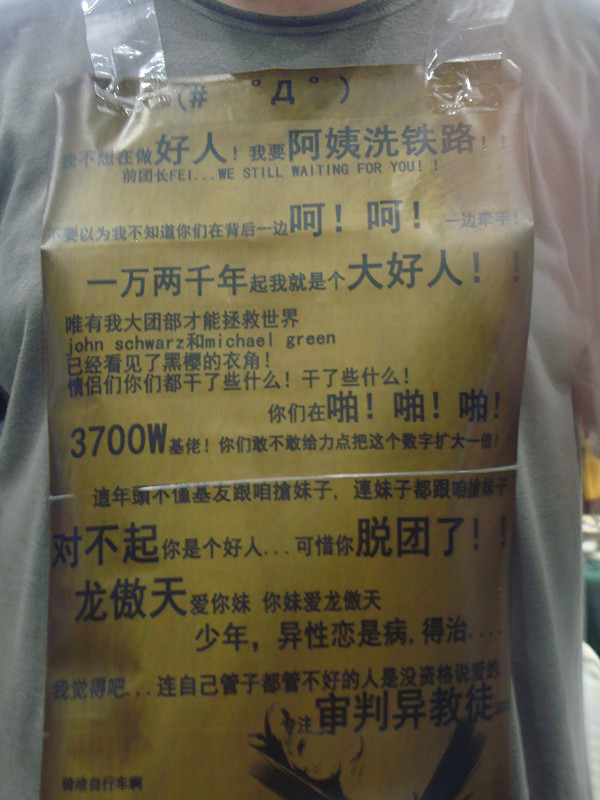 (# ﾟДﾟ)
我不想在做好人！我要阿姨洗铁路！！
前团长FEI...WE STILL WAITING FOR YOU！！
不要以为我不知道你们在背后一边呵！呵！一边牵手！
一万两千年起我就是个大好人！！
唯有我大团部才能拯救世界
john schwarz和michael green
已经看见了黑樱的衣角！
情侣们你们都干了些什么！干了些什么！
你们在啪！啪！啪！
3700W基佬！你们敢不敢给力点把这个数字扩大一倍！
這年頭不僅基友跟咱搶妹子，連妹子都跟咱搶妹子
对不起你是个好人...可惜你脱团了！！
龙傲天爱你妹 你妹爱龙傲天
少年，异性恋是病,得治....
我觉得吧...连自己管子都管不好的人是没资格说爱的
专注审判异教徒
骑啥自行车啊